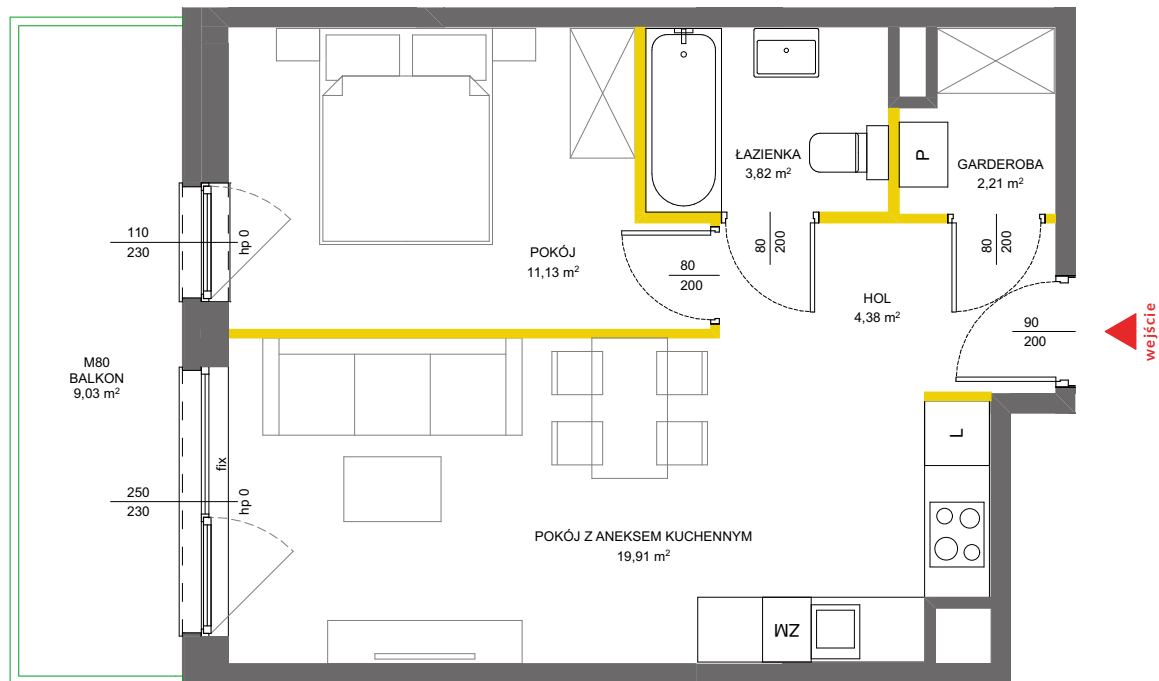 ŁAZIENKA
3,82 m²
P
GARDEROBA
2,21 m²
110
230
hp 0
POKÓJ
11,13 m²
80
200
80
200
80
200
HOL
4,38 m²
90
200
wejście
M80
BALKON
9,03 m²
fix
250
230
hp 0
L
POKÓJ Z ANEKSEM KUCHENNYM
19,91 m²
ZM